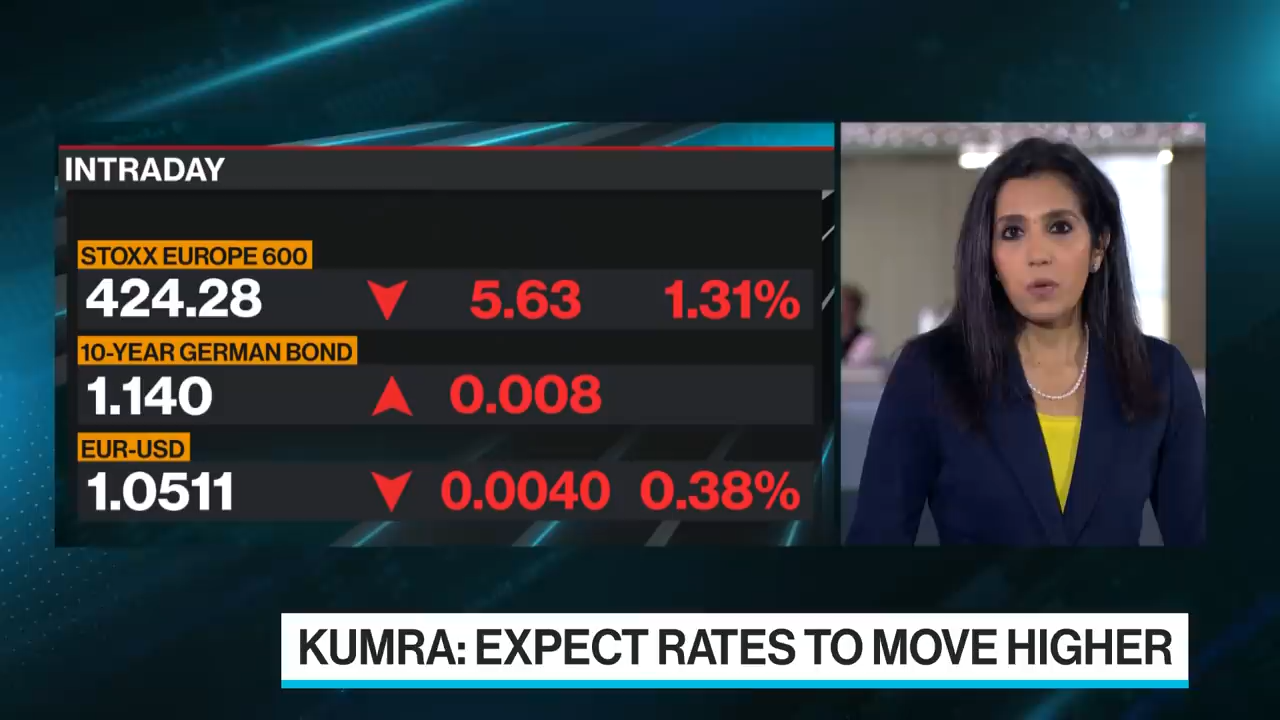 INTRADAY
STOXX EUROPE 600
424.28 ▼ 5.63 1.31%
10-YEAR GERMAN BOND
1.140 ▲ 0.008
EUR-USD
1.0511 ▼ 0.0040 0.38%
KUMRA: EXPECT RATES TO MOVE HIGHER